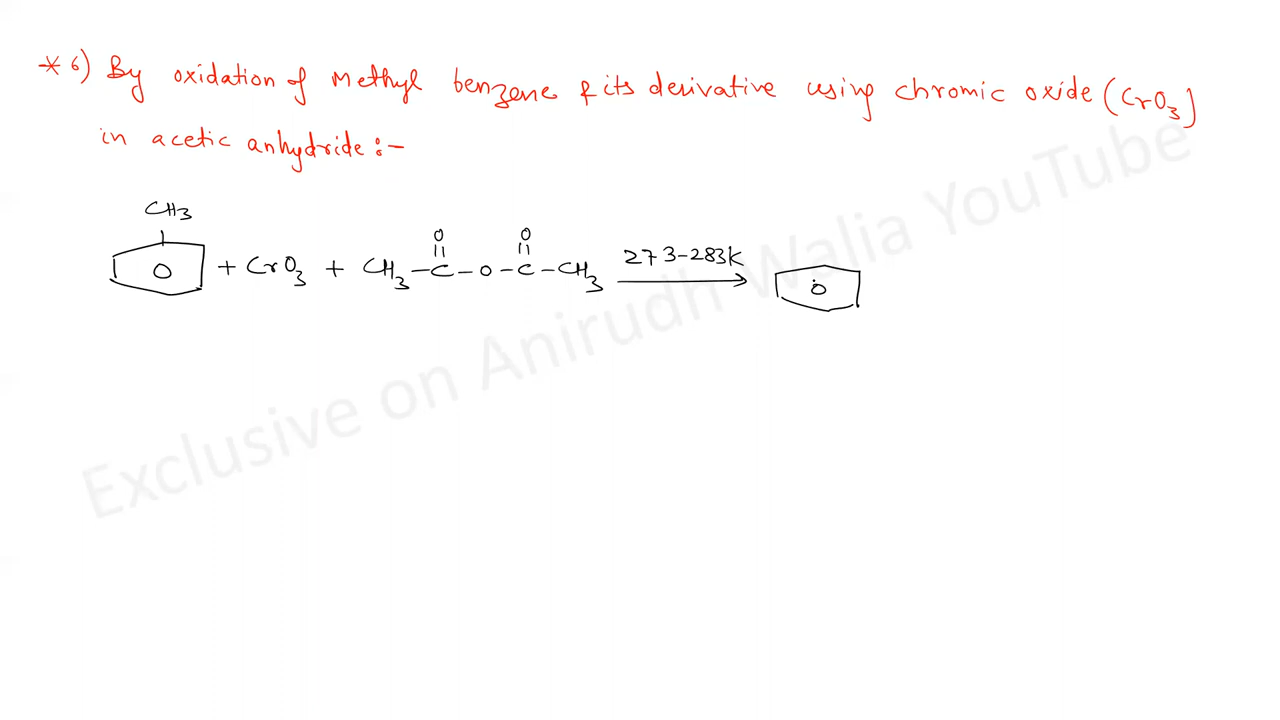 * 6) By oxidation of Methyl benzene & its derivative using chromic oxide (CrO3)
in acetic anhydride :-
CH3
O O
+ CrO3 + CH3 - C - O - C - CH3 273-283K
Exclusive on Anirudh Walia YouTube